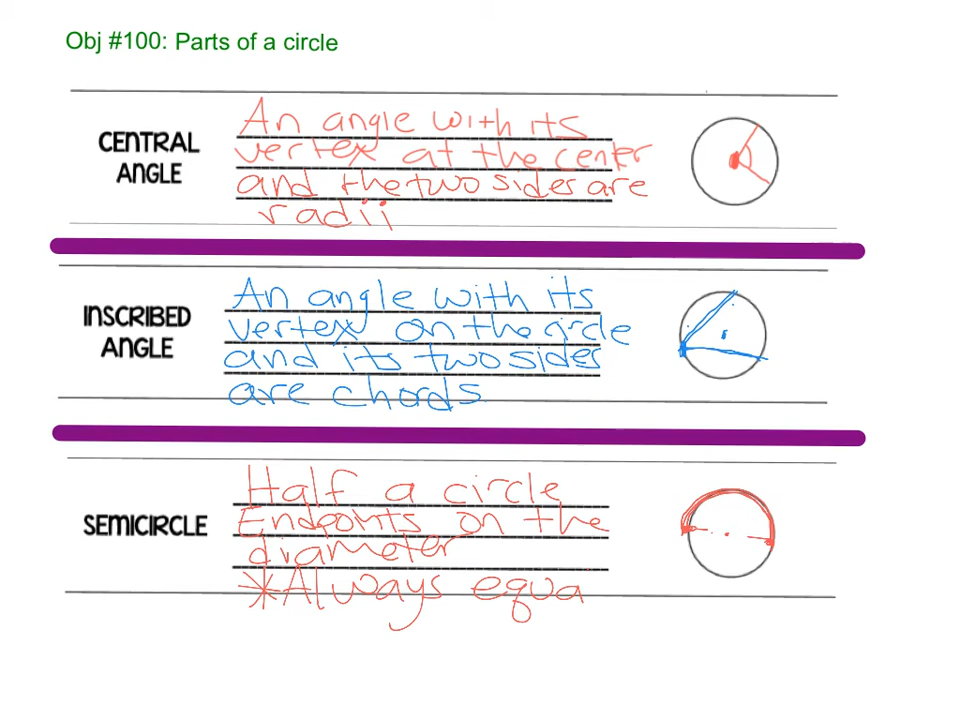 Obj #100: Parts of a circle
CENTRAL
ANGLE
An angle with its
vertex at the center
and the two sides are
radii
INSCRIBED
ANGLE
An angle with its
vertex on the circle
and its two sides
are chords
SEMICIRCLE
Half a circle
Endpoints on the
diameter
*Always equa